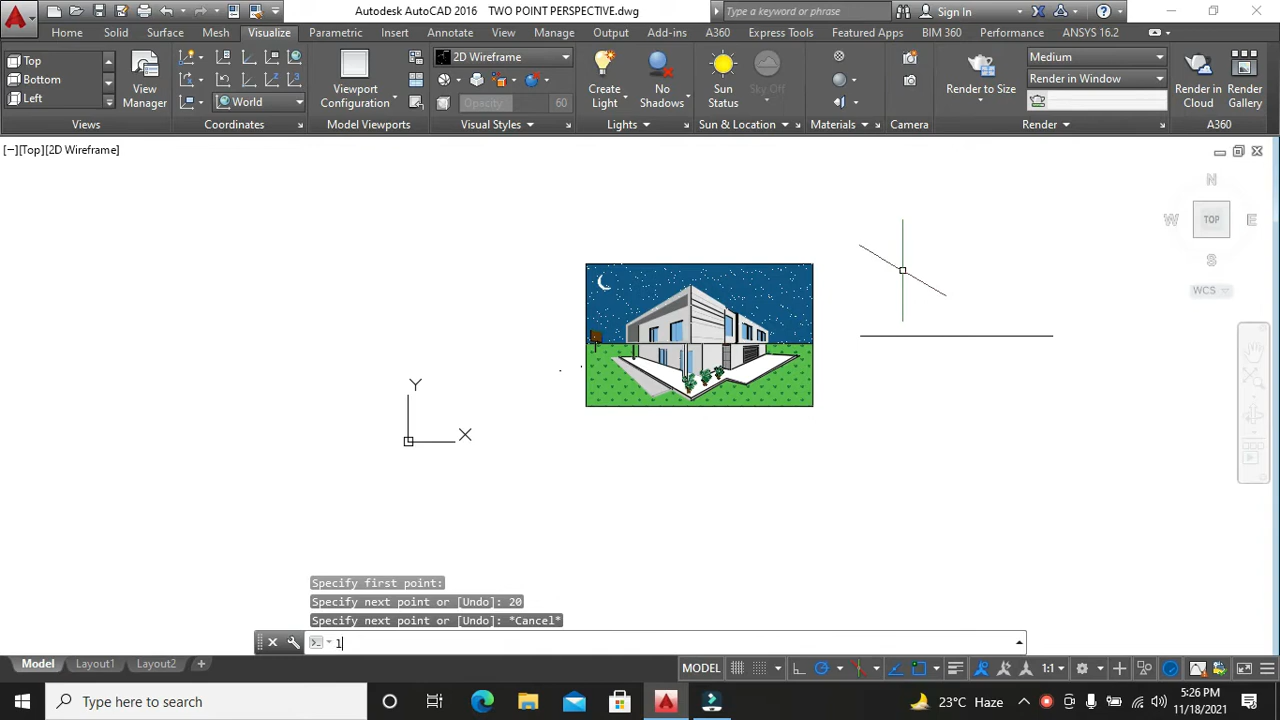 Autodesk AutoCAD 2016 TWO POINT PERSPECTIVE.dwg
Type a keyword or phrase
Sign In
Home Solid Surface Mesh Visualize Parametric Insert Annotate View Manage Output Add-ins A360 Express Tools Featured Apps BIM 360 Performance ANSYS 16.2
Top
Bottom
Left
View
Manager
World
Viewport
Configuration
2D Wireframe
Opacity 60
Create
Light
No
Shadows
Sun
Status
Sky Off
Render to Size
Medium
Render in Window
Render in
Cloud
Render
Gallery
Views Coordinates Model Viewports Visual Styles Lights Sun & Location Materials Camera Render A360
[−][Top][2D Wireframe]
N
W TOP E
S
WCS
Y
X
Specify first point:
Specify next point or [Undo]: 20
Specify next point or [Undo]: *Cancel*
l
Model Layout1 Layout2 +
MODEL 1:1
Type here to search
23°C Haze
5:26 PM
11/18/2021